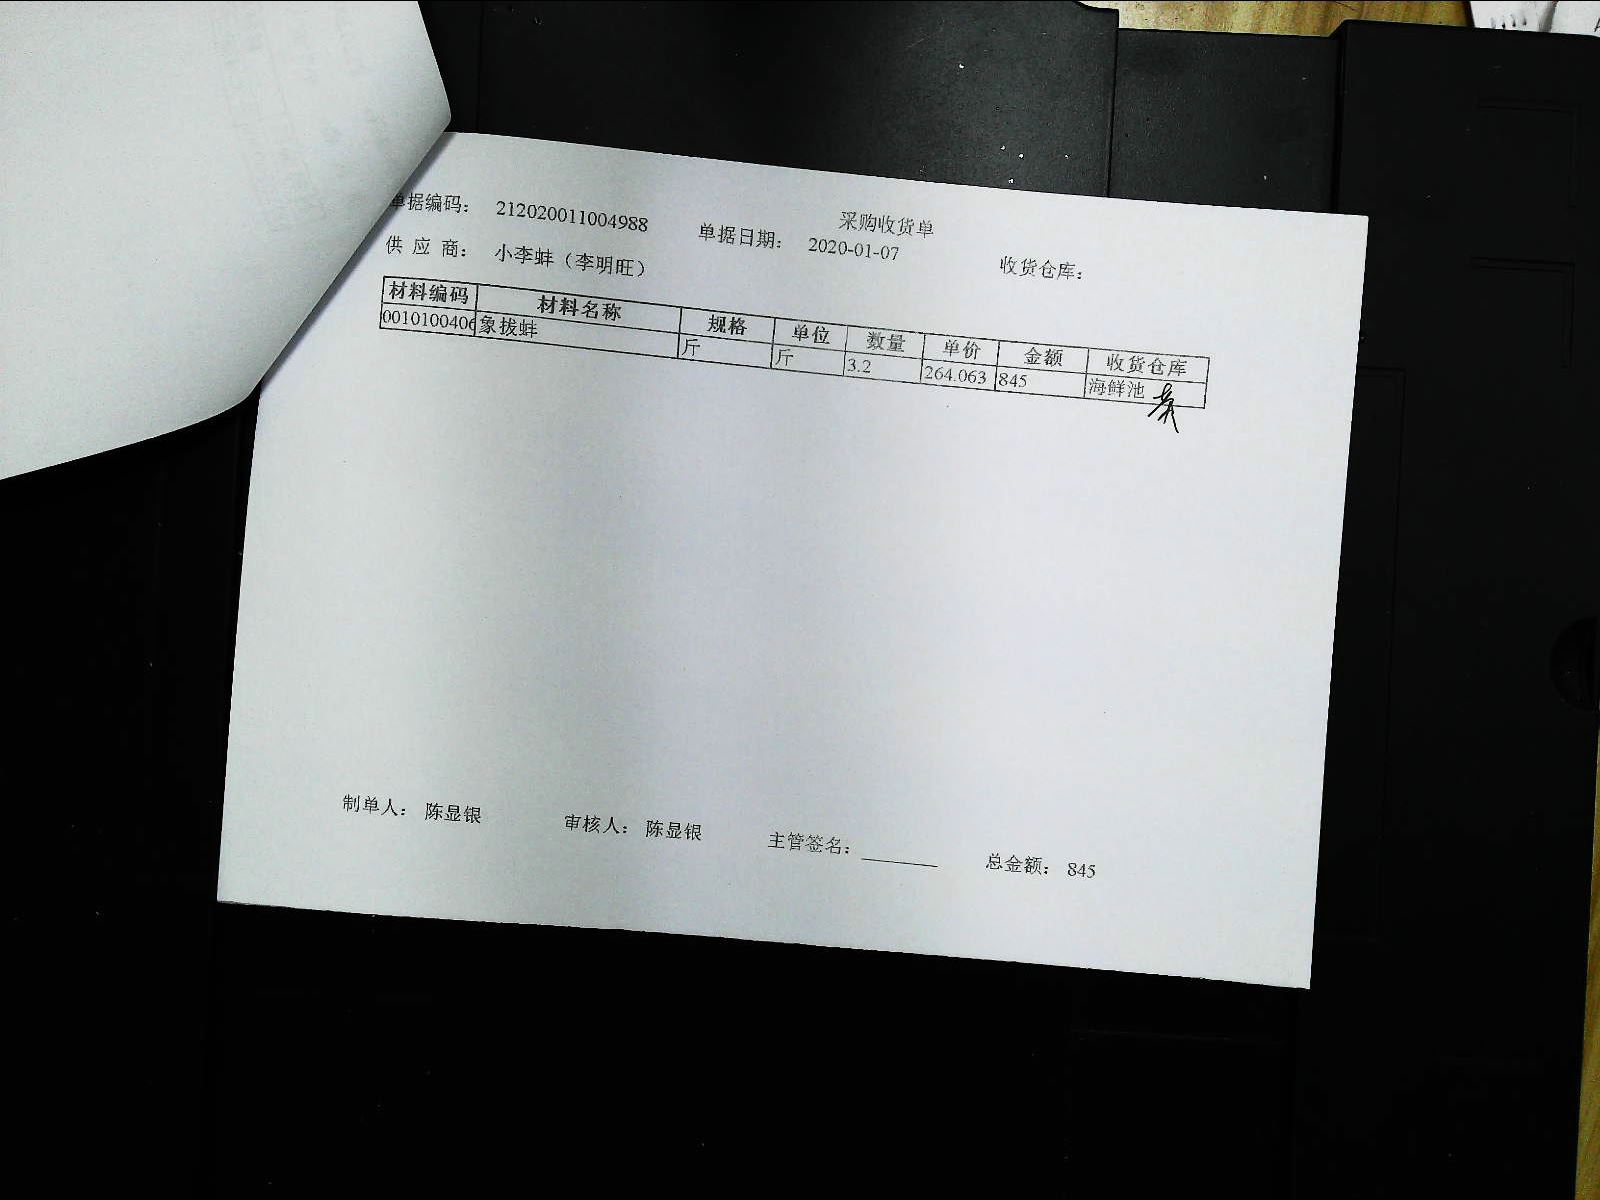 采购收货单
单据编码： 212020011004988 单据日期： 2020-01-07 收货仓库：
供 应 商： 小李蚌（李明旺）
材料编码 材料名称 规格 单位 数量 单价 金额 收货仓库
0010100406 象拔蚌 斤 斤 3.2 264.063 845 海鲜池
制单人： 陈显银 审核人： 陈显银 主管签名： 总金额： 845